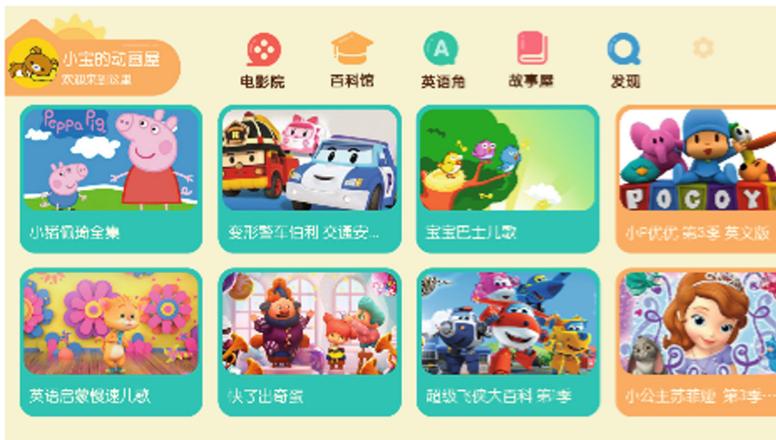 小宝的动画屋
欢迎来到这里
电影院
百科馆
A
英语角
故事屋
发现
Peppa Pig
POCOY
小猪佩琦全集
变形警车伯利 交通安...
宝宝巴士儿歌
小P优优 第3季 英文版
英语启蒙慢速儿歌
快了出奇蛋
超级飞侠大百科 第1季
小公主苏菲娅 第3季...